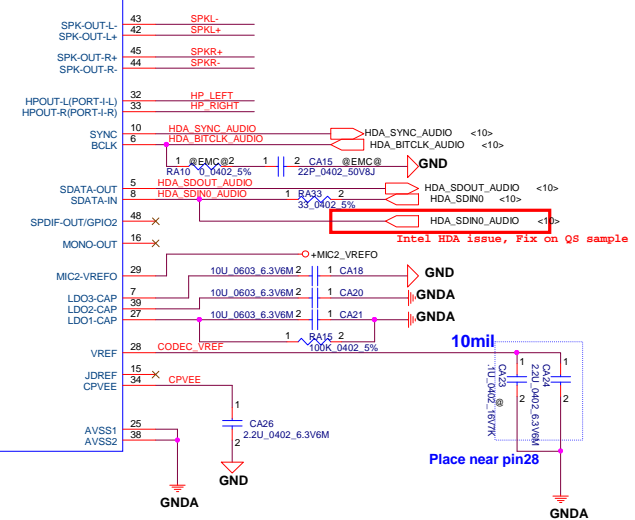 SPK-OUT-L- 43 SPKL-
SPK-OUT-L+ 42 SPKL+
SPK-OUT-R+ 45 SPKR+
SPK-OUT-R- 44 SPKR-
HPOUT-L(PORT-I-L) 32 HP_LEFT
HPOUT-R(PORT-I-R) 33 HP_RIGHT
SYNC 10 HDA_SYNC_AUDIO HDA_SYNC_AUDIO <10>
BCLK 6 HDA_BITCLK_AUDIO HDA_BITCLK_AUDIO <10>
1 @EMC@ 2 1 2 CA15 @EMC@ GND
RA10 0_0402_5% 22P_0402_50V8J
SDATA-OUT 5 HDA_SDOUT_AUDIO HDA_SDOUT_AUDIO <10>
SDATA-IN 8 HDA_SDIN0_AUDIO 1 RA33 2 HDA_SDIN0 <10>
33_0402_5%
SPDIF-OUT/GPIO2 48 HDA_SDIN0_AUDIO <10>
MONO-OUT 16 Intel HDA issue, Fix on QS sample
+MIC2_VREFO
MIC2-VREFO 29 10U_0603_6.3V6M 2 1 CA18 GND
LDO3-CAP 7 10U_0603_6.3V6M 2 1 CA20 GNDA
LDO2-CAP 39
LDO1-CAP 27 10U_0603_6.3V6M 2 1 CA21 GNDA
1 RA15 2
100K_0402_5%
10mil
VREF 28 CODEC_VREF
JDREF 15
CPVEE 34 CPVEE
1 1 1
CA23
.1U_0402_16V7K
@
CA24
2.2U_0402_6.3V6M
2 2
CA26
2.2U_0402_6.3V6M
2
AVSS1 25
AVSS2 38
Place near pin28
GND
GNDA
GNDA